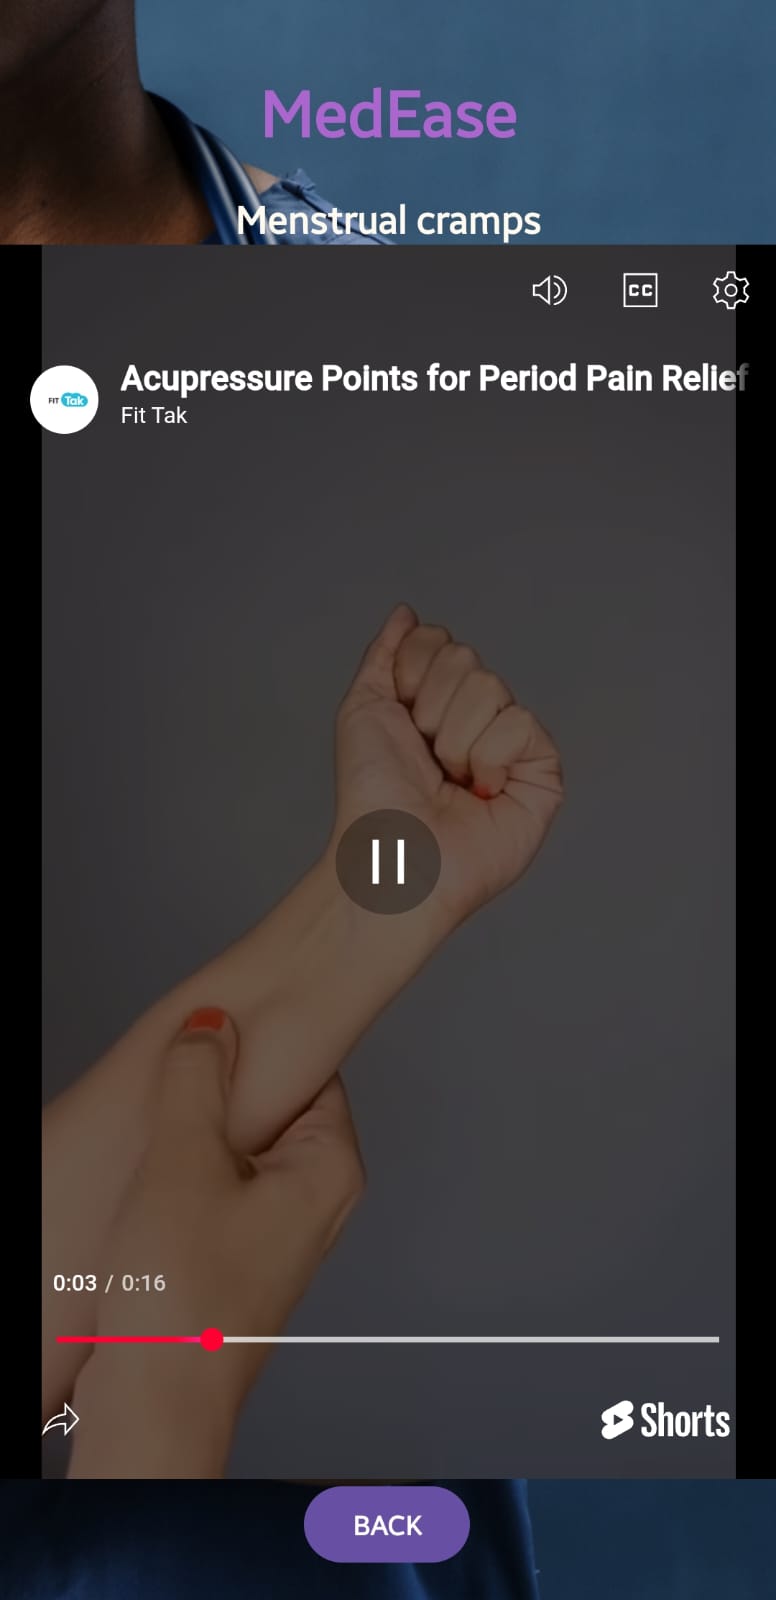 MedEase
Menstrual cramps
CC
Acupressure Points for Period Pain Relief
FIT Tak
Fit Tak
0:03 / 0:16
Shorts
BACK